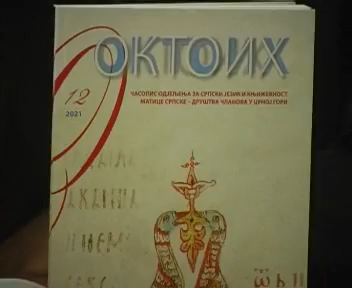 ОКТОИХ
12
2021
ЧАСОПИС ОДЈЕЉЕЊА ЗА СРПСКИ ЈЕЗИК И КЊИЖЕВНОСТ
МАТИЦЕ СРПСКЕ - ДРУШТВА ЧЛАНОВА У ЦРНОЈ ГОРИ